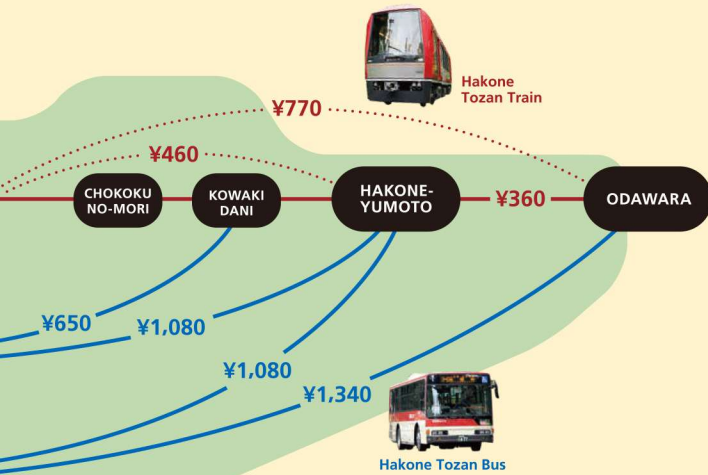 Hakone
Tozan Train
¥770
¥460
CHOKOKU
NO-MORI
KOWAKI
DANI
HAKONE-
YUMOTO
¥360
ODAWARA
¥650
¥1,080
¥1,080
¥1,340
Hakone Tozan Bus